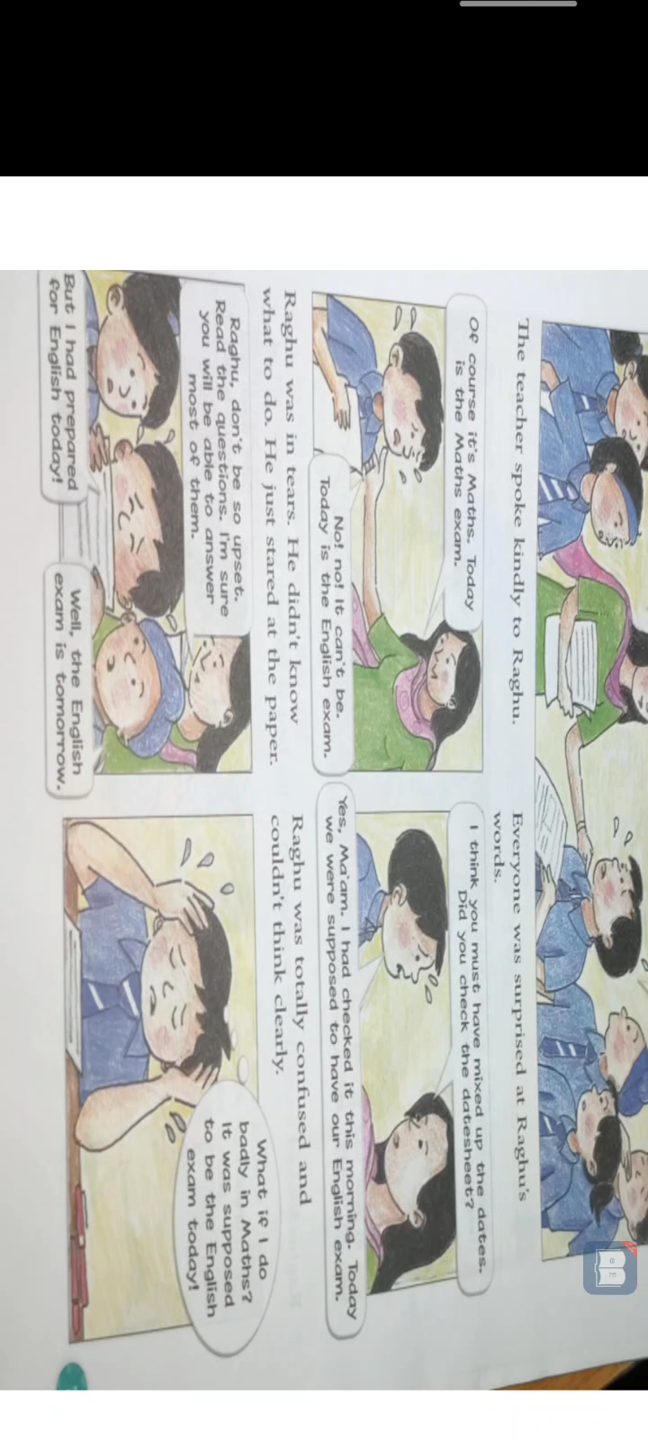 The teacher spoke kindly to Raghu.
Of course it's Maths. Today
is the Maths exam.
No! no! It can't be.
Today is the English exam.
Everyone was surprised at Raghu's
words.
I think you must have mixed up the dates.
Did you check the datesheet?
Yes, Ma'am. I had checked it this morning. Today
we were supposed to have our English exam.
Raghu was in tears. He didn't know
what to do. He just stared at the paper.
Raghu, don't be so upset.
Read the questions. I'm sure
you will be able to answer
most of them.
But I had prepared
for English today!
Well, the English
exam is tomorrow.
Raghu was totally confused and
couldn't think clearly.
What if I do
badly in Maths?
It was supposed
to be the English
exam today!